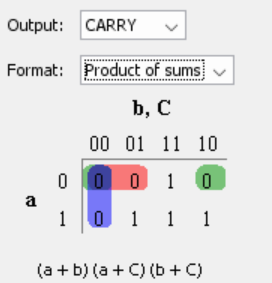 Output: CARRY
Format: Product of sums
b, C
00 01 11 10
0 0 0 1 0
a
1 0 1 1 1
(a + b) (a + C) (b + C)